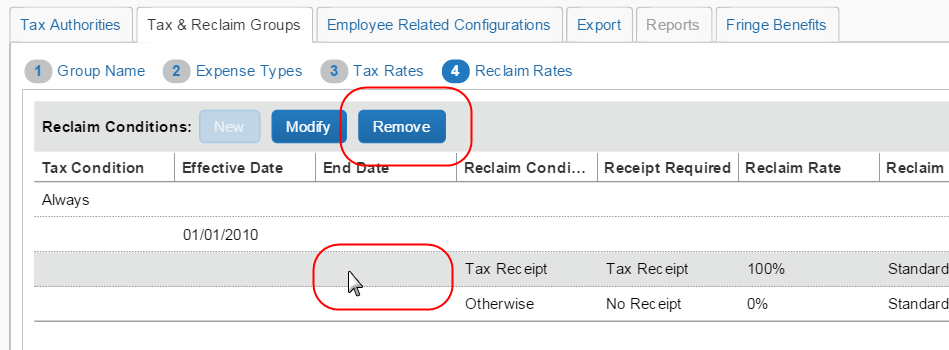 Tax Authorities Tax & Reclaim Groups Employee Related Configurations Export Reports Fringe Benefits
1 Group Name 2 Expense Types 3 Tax Rates 4 Reclaim Rates
Reclaim Conditions: New Modify Remove
Tax Condition Effective Date End Date Reclaim Condi... Receipt Required Reclaim Rate Reclaim
Always
01/01/2010
Tax Receipt Tax Receipt 100% Standard
Otherwise No Receipt 0% Standard